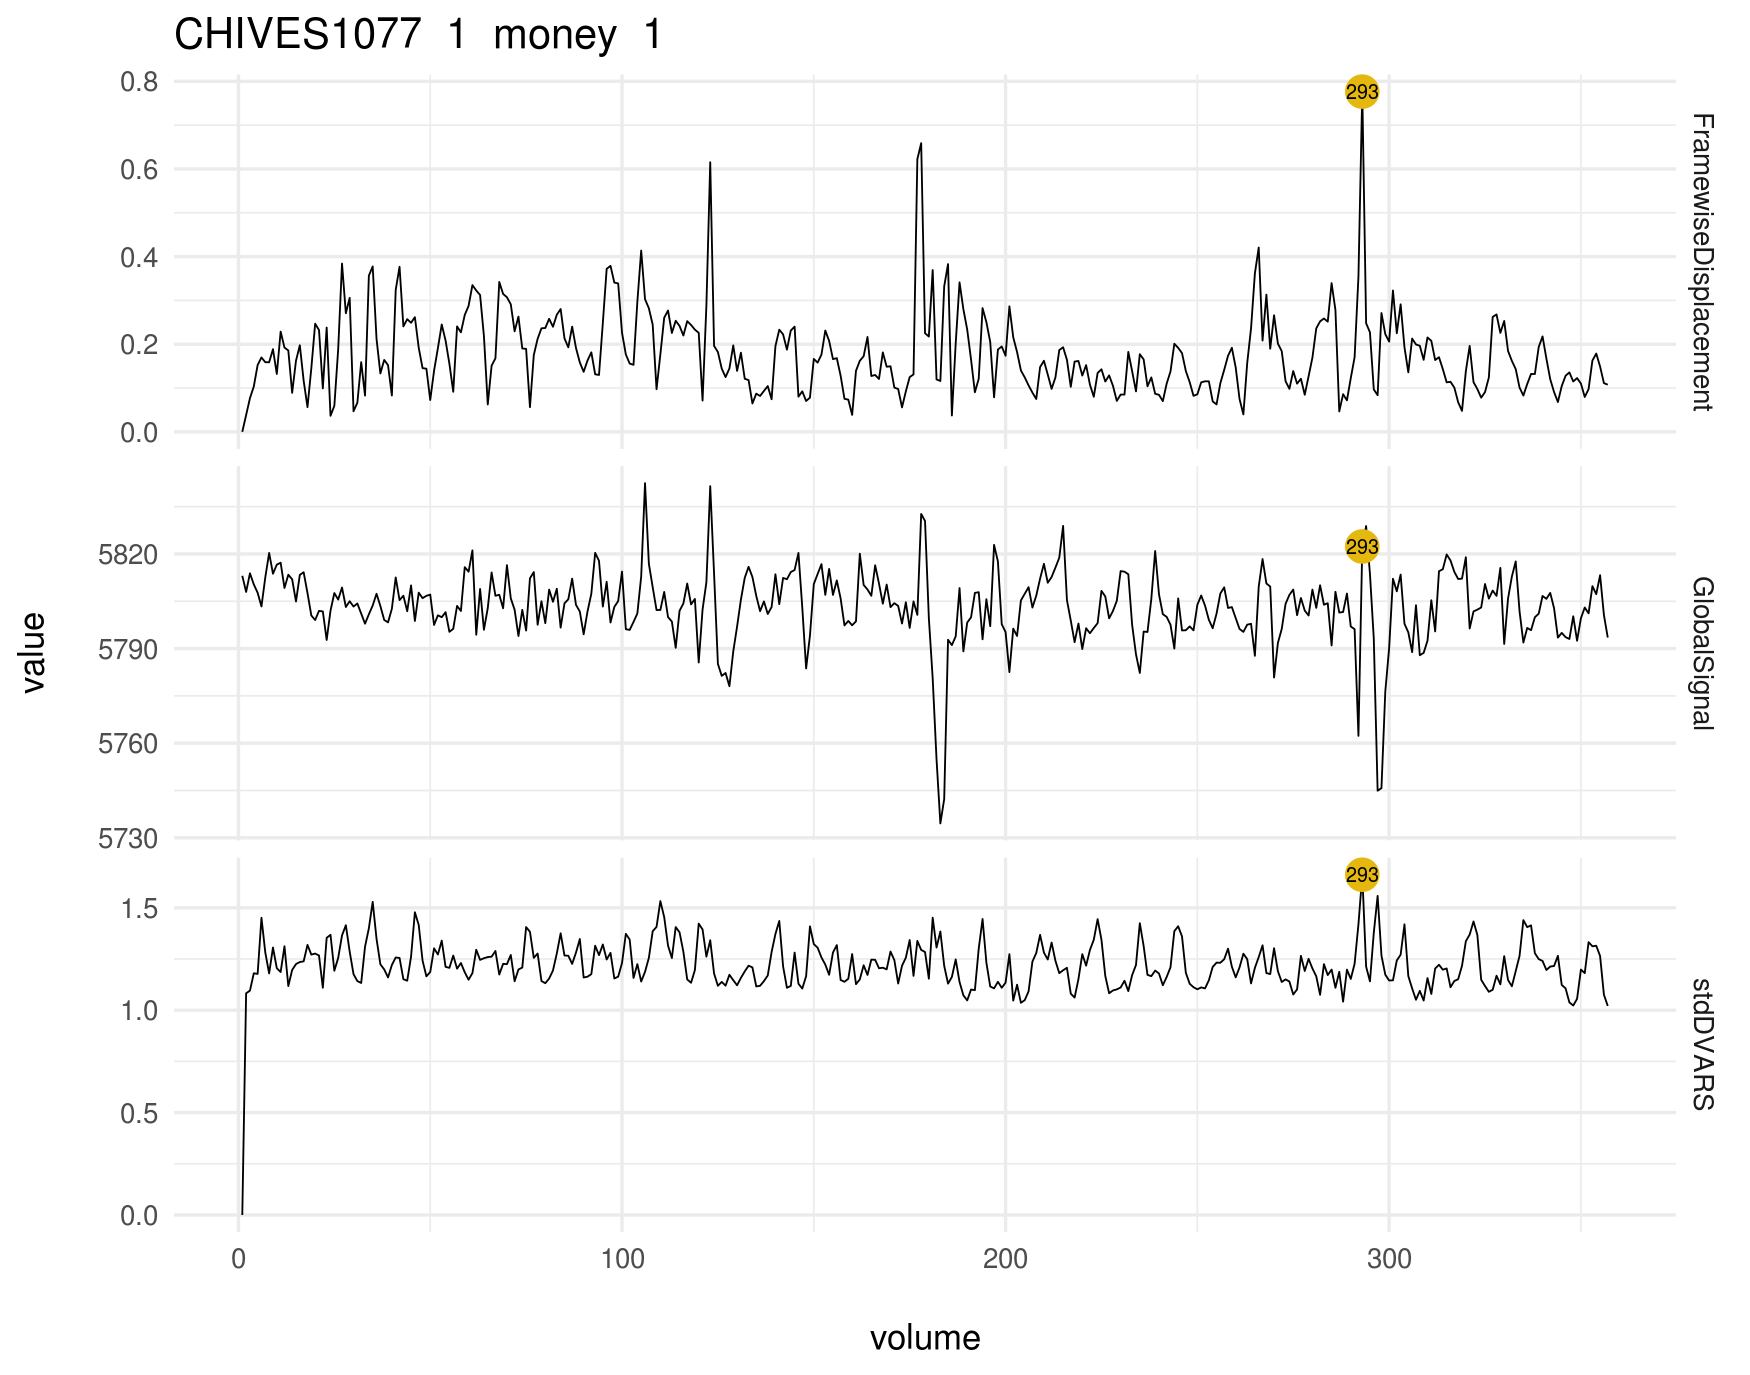 CHIVES1077 1 money 1
0.8
0.6
0.4
0.2
0.0
293
FramewiseDisplacement
5820
5790
5760
5730
293
GlobalSignal
1.5
1.0
0.5
0.0
293
stdDVARS
0 100 200 300
value
volume